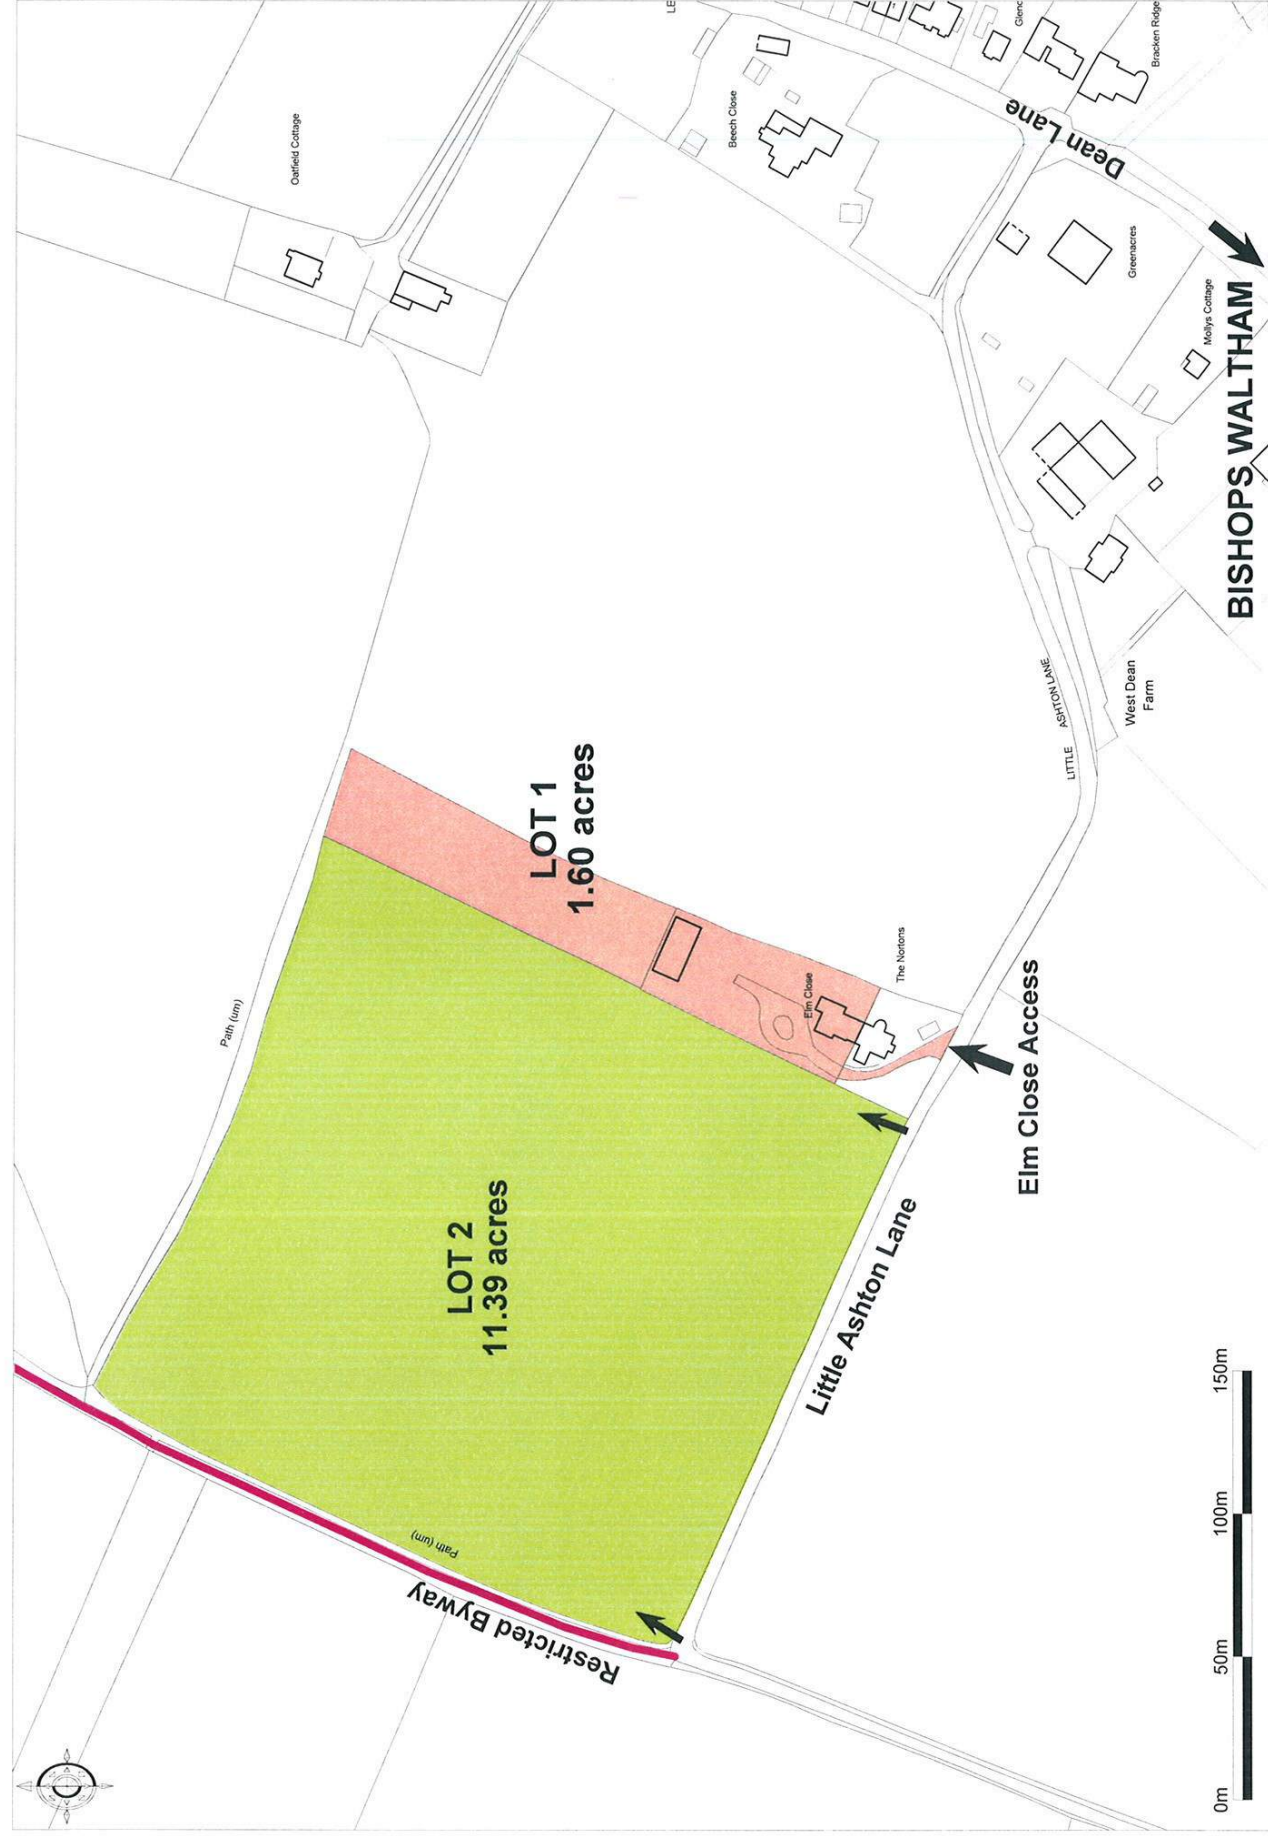 Oatfield Cottage
LE
Beech Close
Glenc
Bracken Ridge
Dean Lane
Greenacres
Mollys Cottage
BISHOPS WALTHAM
West Dean
Farm
LITTLE ASHTON LANE
LOT 1
1.60 acres
The Nortons
Elm Close
Elm Close Access
Path (um)
LOT 2
11.39 acres
Little Ashton Lane
Path (um)
Restricted Byway
0m
50m
100m
150m